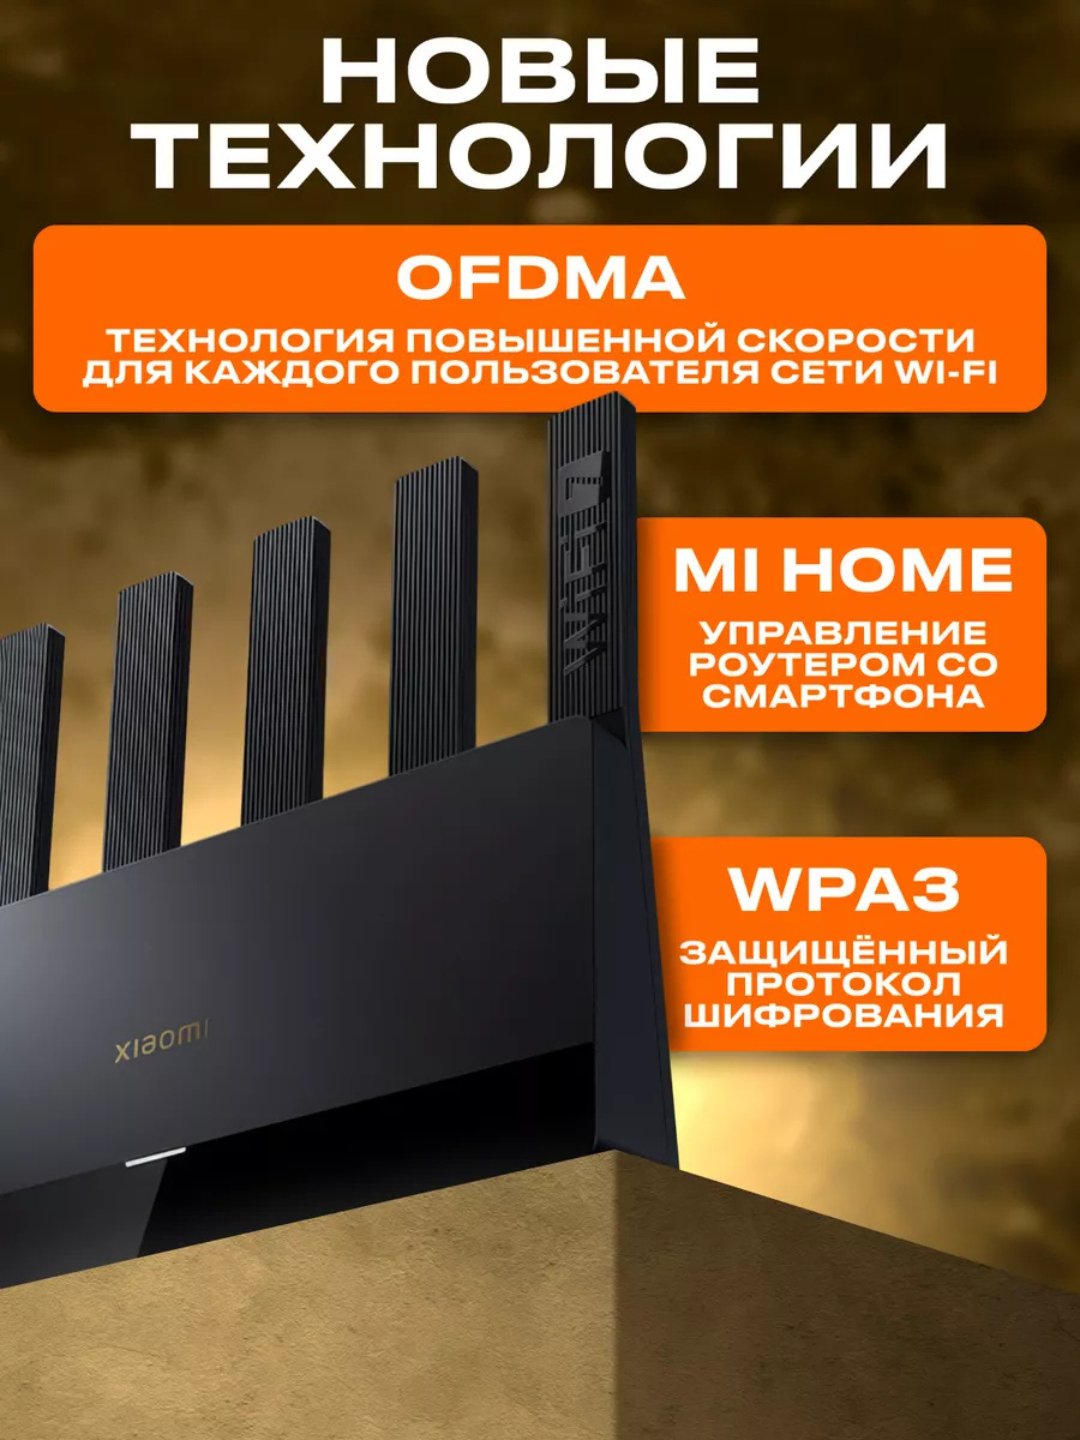 НОВЫЕ
ТЕХНОЛОГИИ
OFDMA
ТЕХНОЛОГИЯ ПОВЫШЕННОЙ СКОРОСТИ
ДЛЯ КАЖДОГО ПОЛЬЗОВАТЕЛЯ СЕТИ WI-FI
WiFi 7
MI HOME
УПРАВЛЕНИЕ
РОУТЕРОМ СО
СМАРТФОНА
WPA3
ЗАЩИЩЁННЫЙ
ПРОТОКОЛ
ШИФРОВАНИЯ
xiaomi